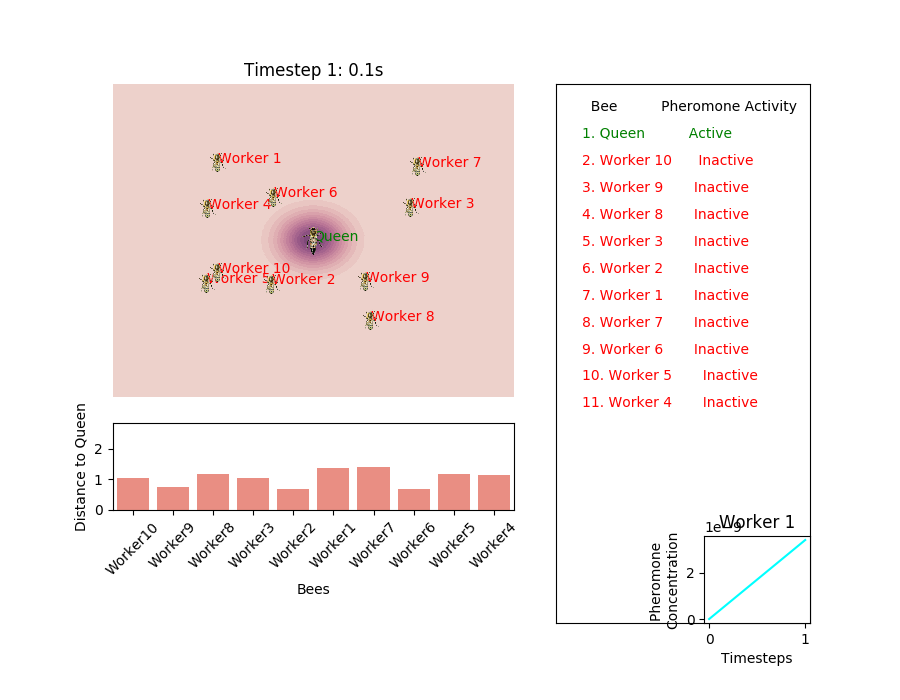 Timestep 1: 0.1s
Worker 1
Worker 7
Worker 6
Worker 4
Worker 3
Queen
Worker 10
Worker 5
Worker 2
Worker 9
Worker 8
Distance to Queen
2
1
0
Worker10
Worker9
Worker8
Worker3
Worker2
Worker1
Worker7
Worker6
Worker5
Worker4
Bees
Bee Pheromone Activity
1. Queen Active
2. Worker 10 Inactive
3. Worker 9 Inactive
4. Worker 8 Inactive
5. Worker 3 Inactive
6. Worker 2 Inactive
7. Worker 1 Inactive
8. Worker 7 Inactive
9. Worker 6 Inactive
10. Worker 5 Inactive
11. Worker 4 Inactive
Worker 1
1e−9
Pheromone
Concentration
2
0
0 1
Timesteps